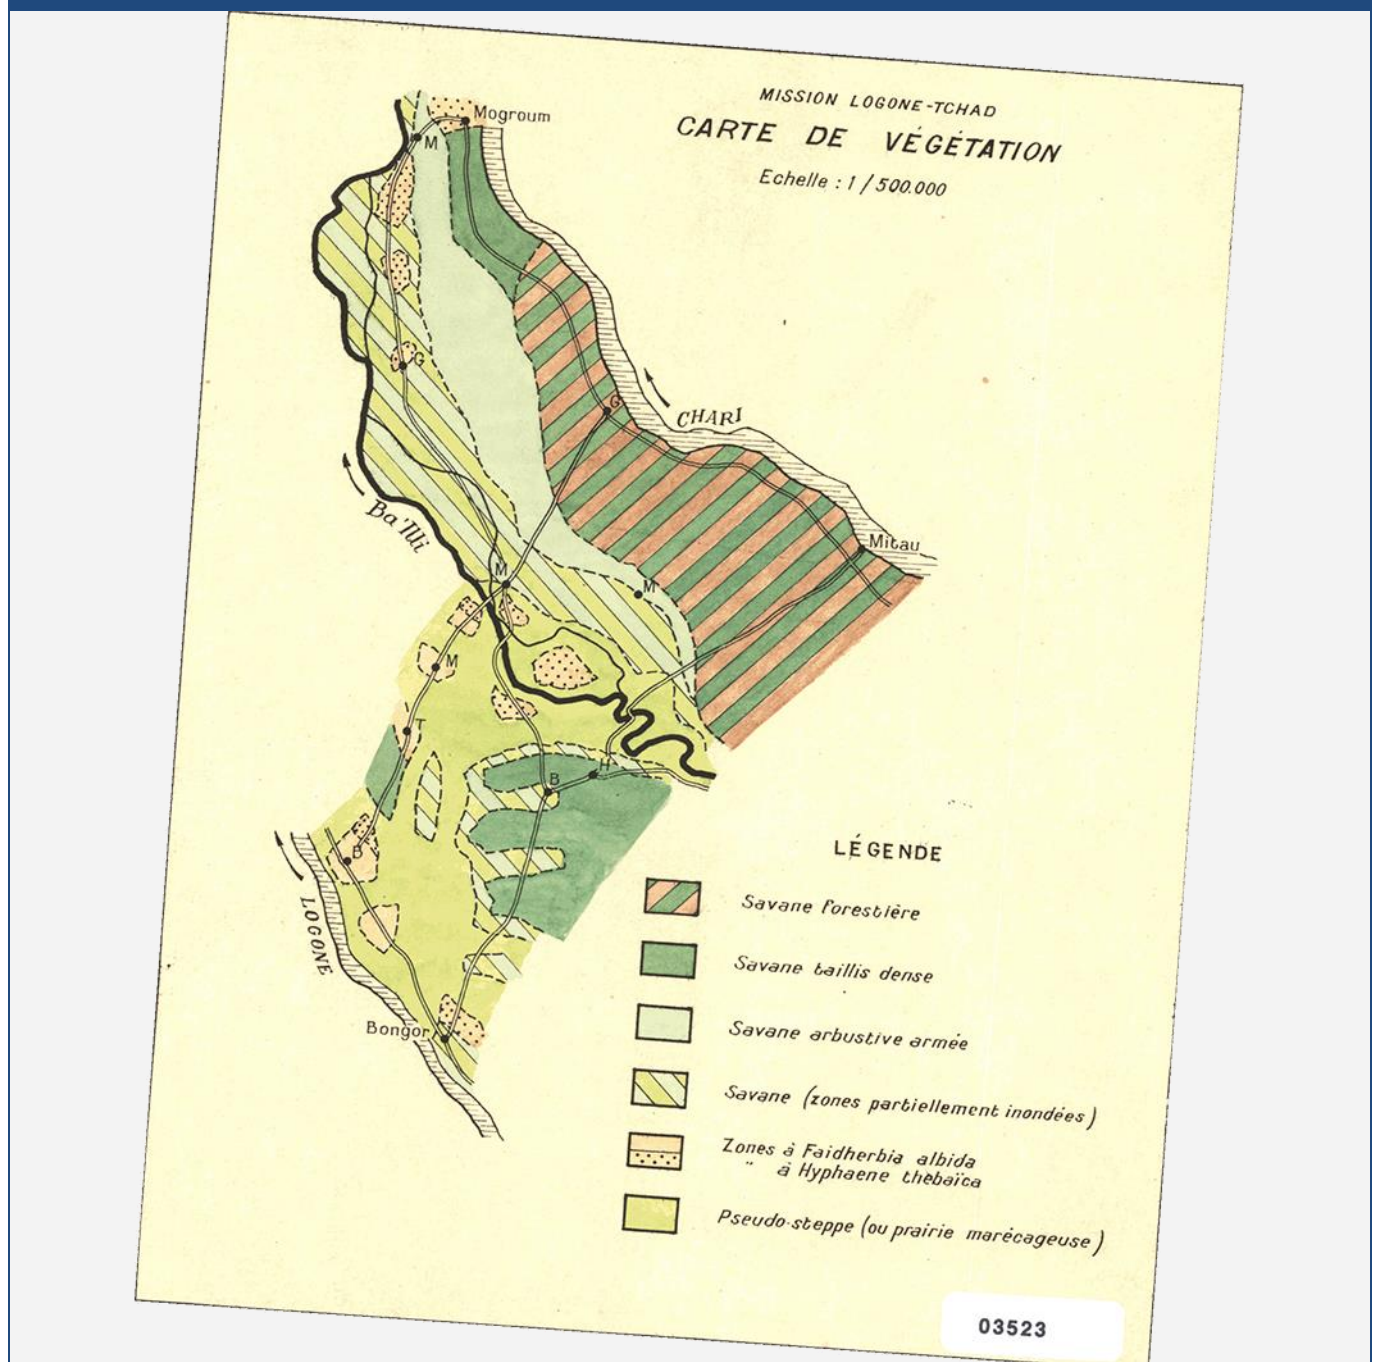 MISSION LOGONE-TCHAD
CARTE DE VÉGÉTATION
Echelle : 1 / 500.000
Mogroum
M
G
G
CHARI
Ba'Illi
Mitau
M
M
M
T
B
H
B
LOGONE
Bongor
LÉGENDE
Savane forestière
Savane taillis dense
Savane arbustive armée
Savane (zones partiellement inondées)
Zones à Faidherbia albida
" à Hyphaene thebaïca
Pseudo-steppe (ou prairie marécageuse)
03523